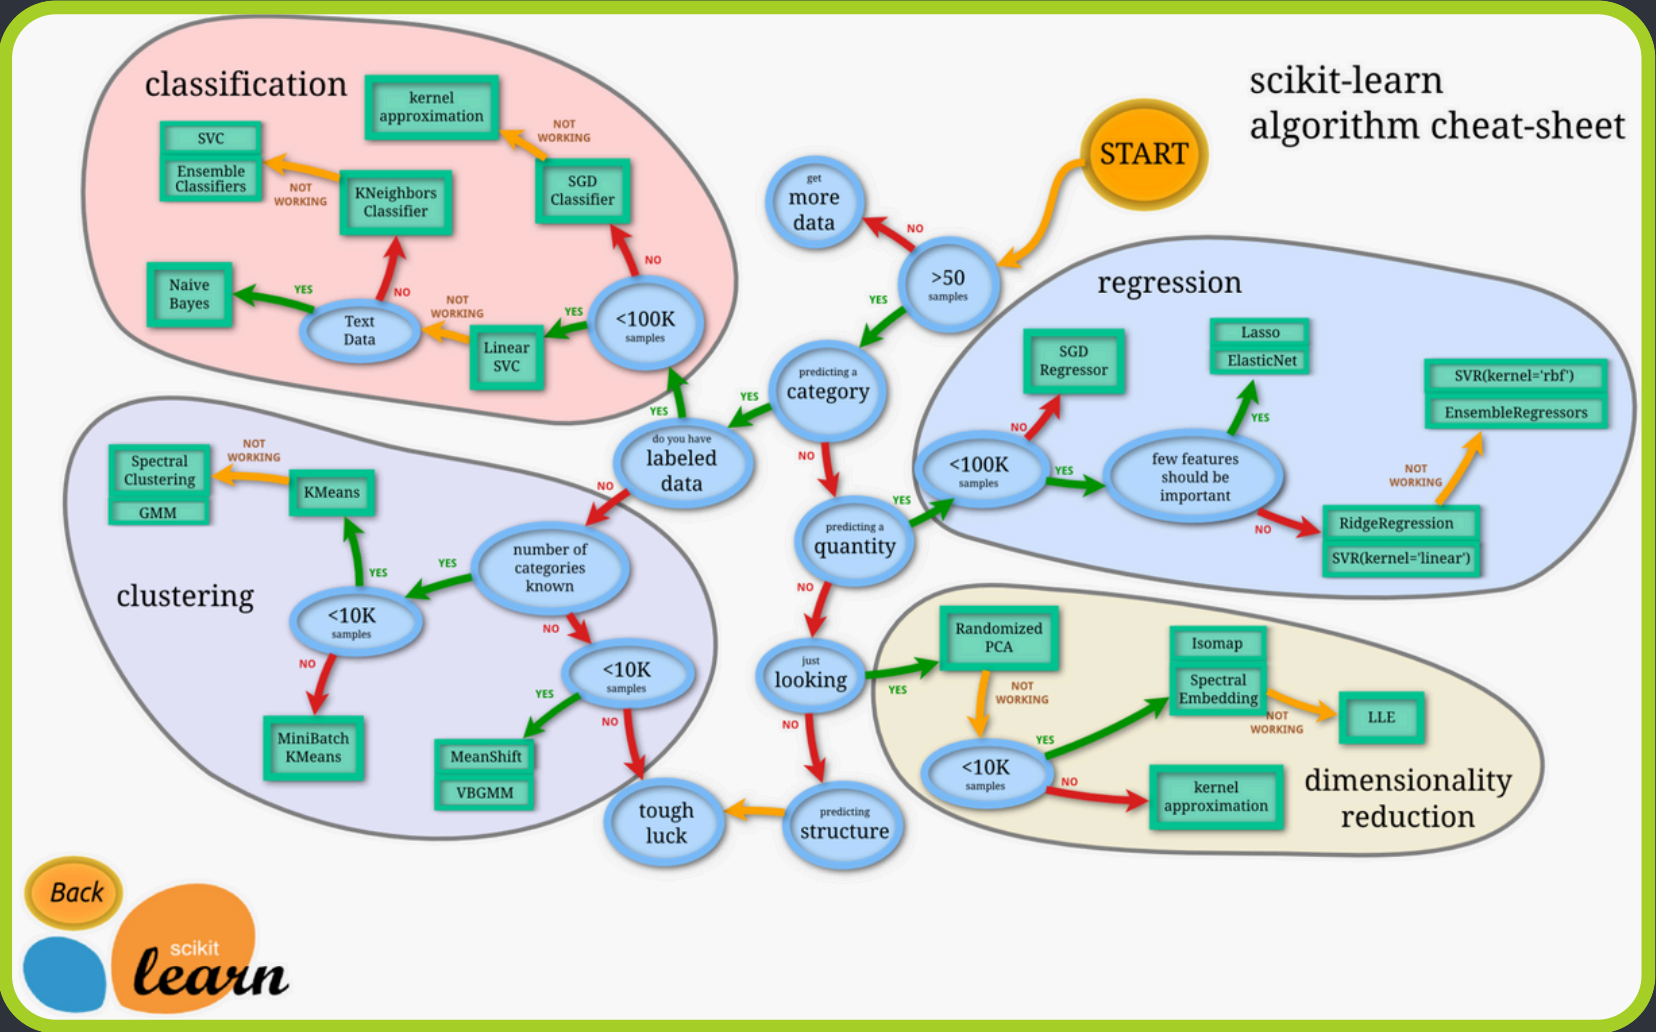 scikit-learn
algorithm cheat-sheet
START
get
more
data
NO
>50
samples
YES
predicting a
category
YES
NO
do you have
labeled
data
YES
NO
predicting a
quantity
YES
NO
just
looking
YES
NO
predicting
structure
tough
luck
classification
kernel
approximation
NOT
WORKING
SGD
Classifier
NO
<100K
samples
YES
Linear
SVC
NOT
WORKING
Text
Data
YES
Naive
Bayes
NO
KNeighbors
Classifier
NOT
WORKING
SVC
Ensemble
Classifiers
regression
<100K
samples
NO
SGD
Regressor
YES
few features
should be
important
YES
Lasso
ElasticNet
NO
RidgeRegression
SVR(kernel='linear')
NOT
WORKING
SVR(kernel='rbf')
EnsembleRegressors
clustering
number of
categories
known
YES
<10K
samples
YES
KMeans
NOT
WORKING
Spectral
Clustering
GMM
NO
MiniBatch
KMeans
NO
<10K
samples
YES
MeanShift
VBGMM
NO
dimensionality
reduction
Randomized
PCA
NOT
WORKING
<10K
samples
YES
Isomap
Spectral
Embedding
NOT
WORKING
LLE
NO
kernel
approximation
Back
scikit
learn